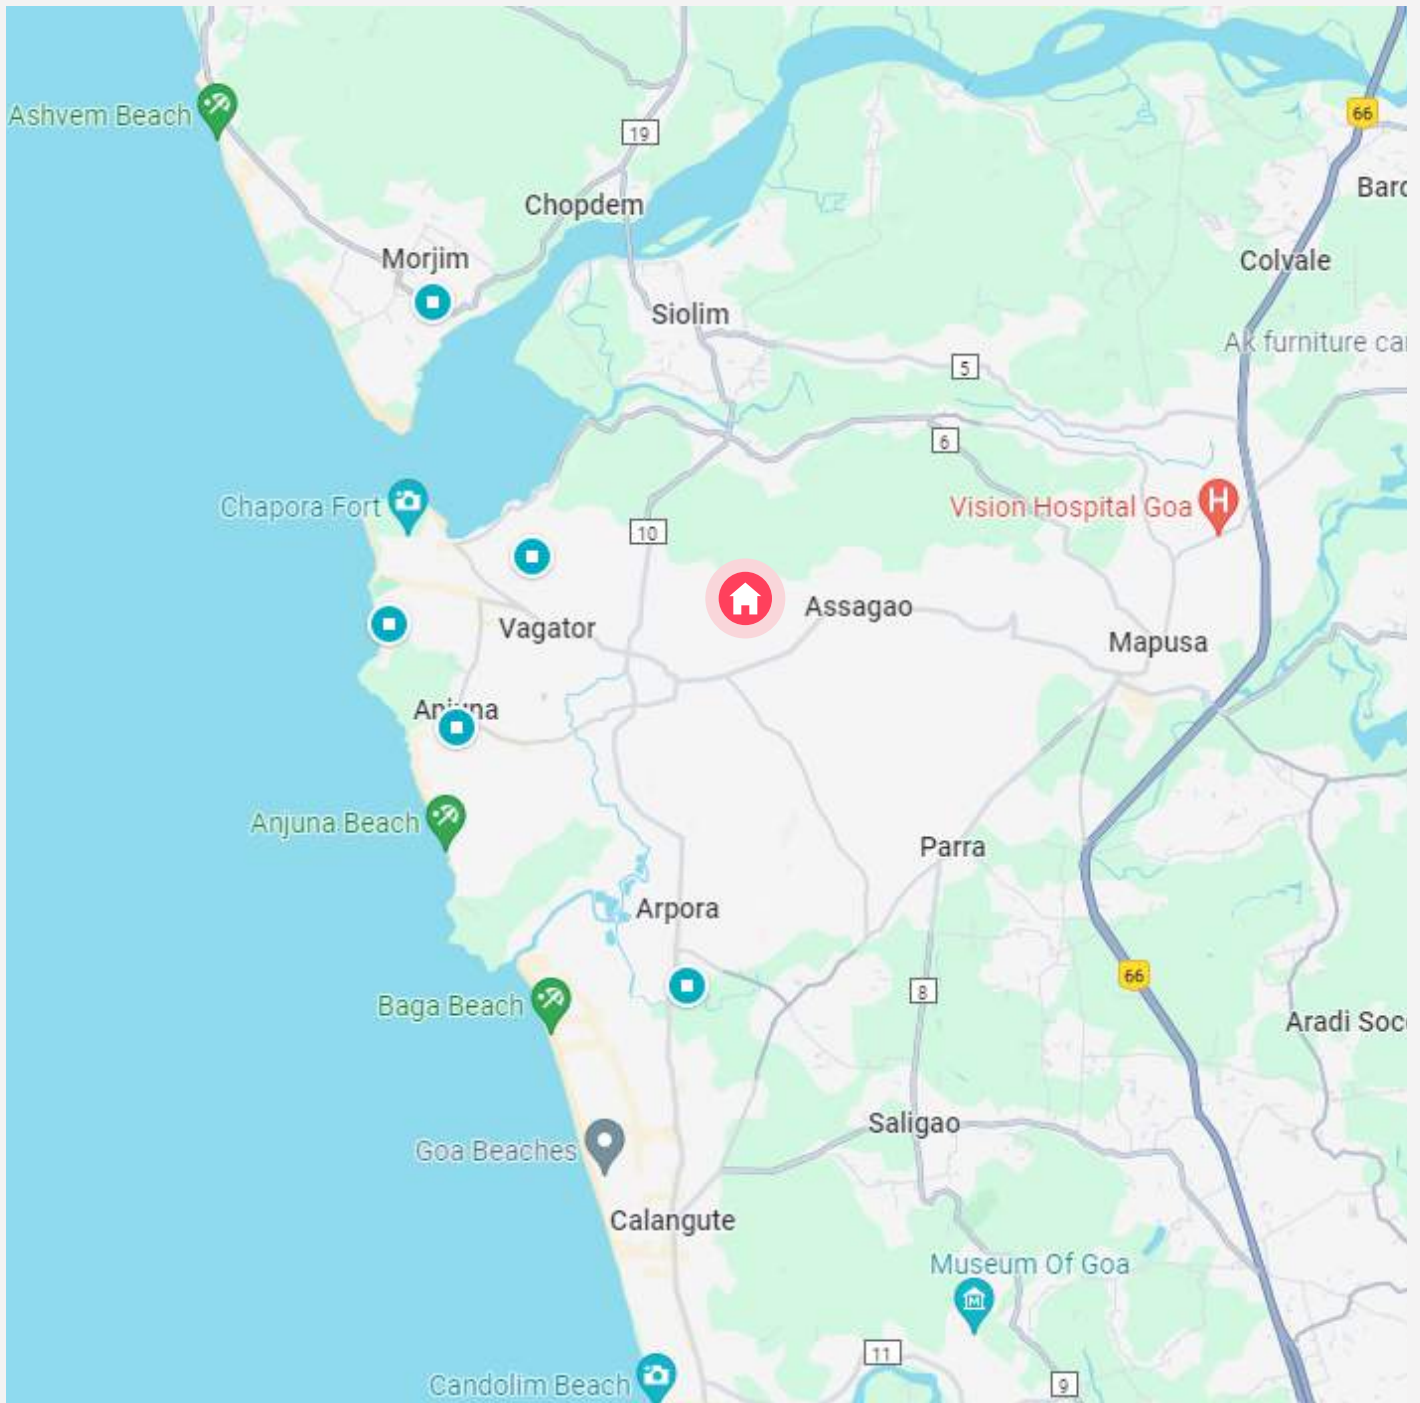 66
Ashvem Beach
19
Bard
Chopdem
Morjim
Colvale
Siolim
Ak furniture ca
5
6
Chapora Fort
Vision Hospital Goa
10
Assagao
Vagator
Mapusa
Anjuna
Anjuna Beach
Parra
Arpora
66
8
Baga Beach
Aradi Soc
Saligao
Goa Beaches
Calangute
Museum Of Goa
M
11
Candolim Beach
9
H